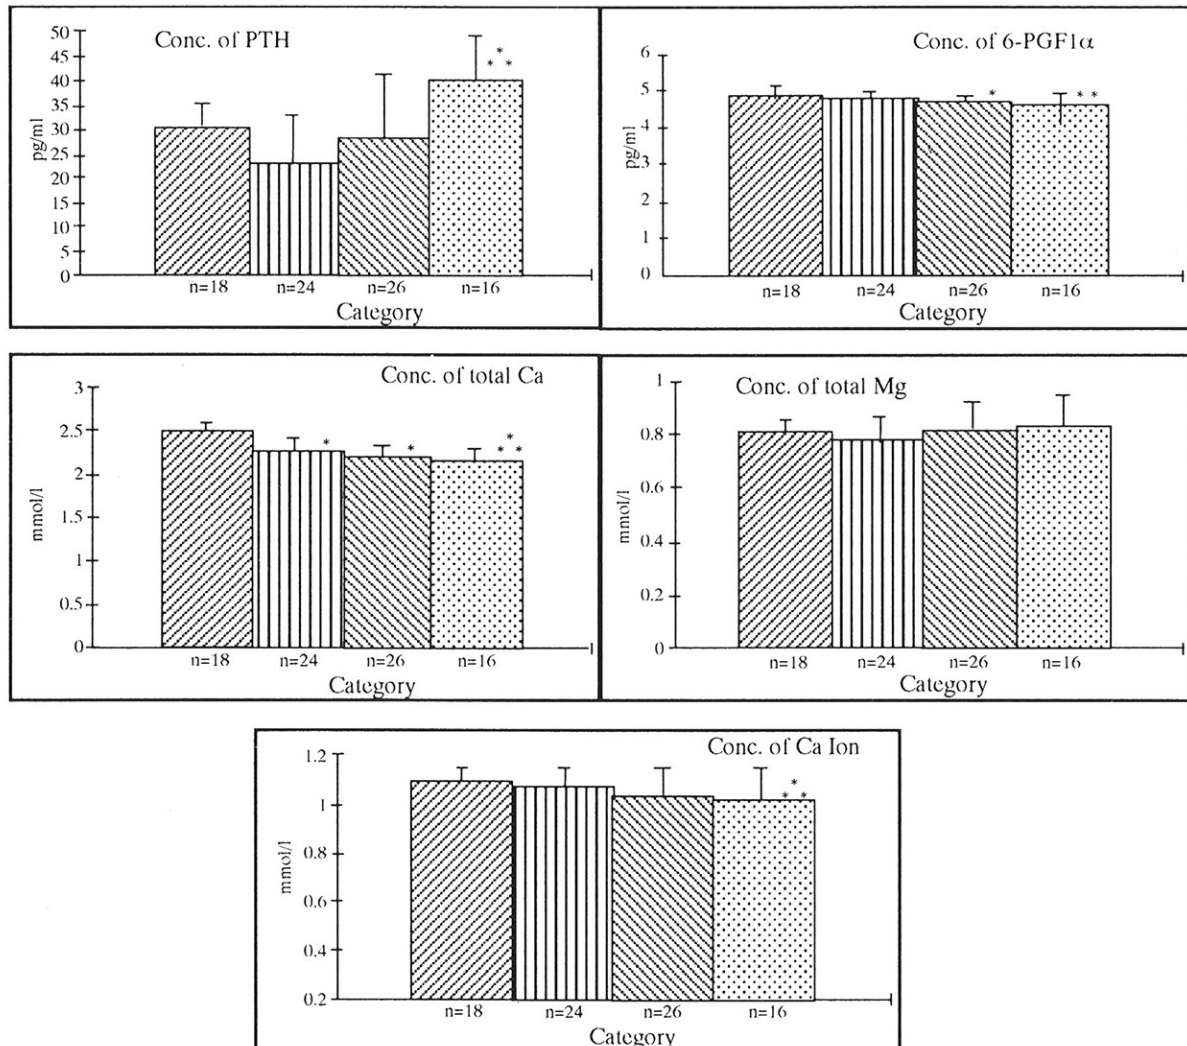 Conc. of PTH
50
45
40
35
30
25
20
15
10
5
0
pg/ml
*
* *
n=18 n=24 n=26 n=16
Category
Conc. of 6-PGF1α
6
5
4
3
2
1
0
pg/ml
* * *
n=18 n=24 n=26 n=16
Category
Conc. of total Ca
3
2.5
2
1.5
1
0.5
0
mmol/l
*
* * * *
n=18 n=24 n=26 n=16
Category
Conc. of total Mg
1
0.8
0.6
0.4
0.2
0
mmol/l
n=18 n=24 n=26 n=16
Category
Conc. of Ca Ion
1.2
1
0.8
0.6
0.4
0.2
mmol/l
*
* *
n=18 n=24 n=26 n=16
Category